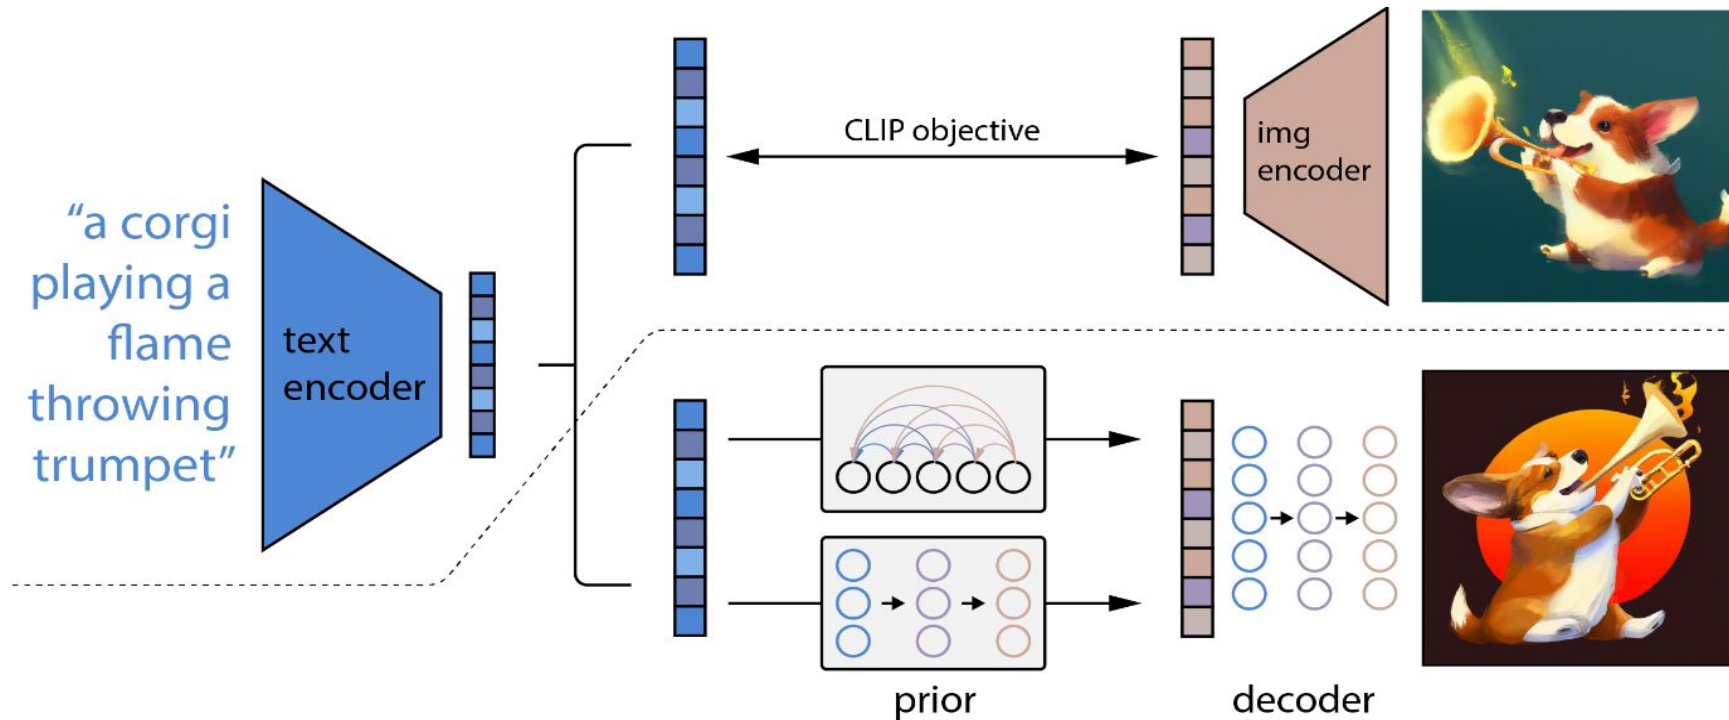 “a corgi
playing a
flame
throwing
trumpet”
text
encoder
CLIP objective
img
encoder
prior
decoder